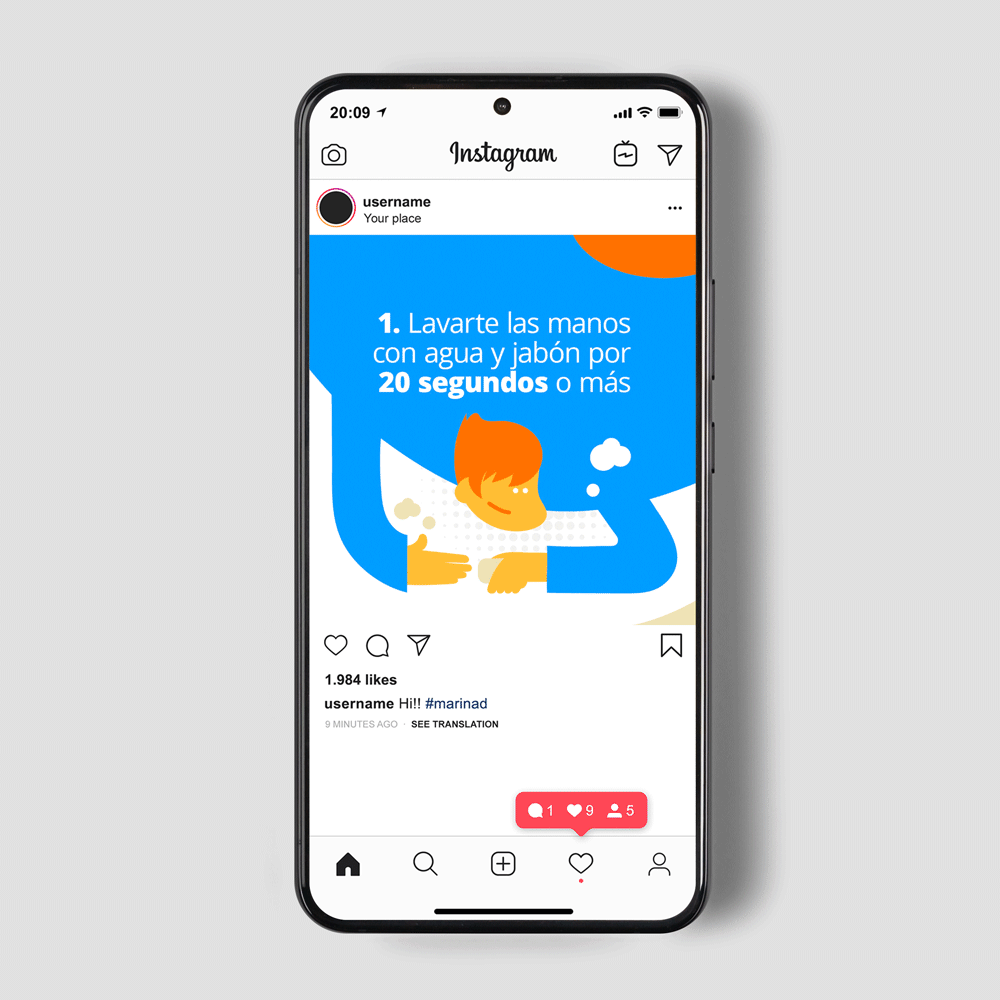 20:09
Instagram
username
Your place
1. Lavarte las manos
con agua y jabón por
20 segundos o más
1.984 likes
username Hi!! #marinad
9 MINUTES AGO · SEE TRANSLATION
1 9 5